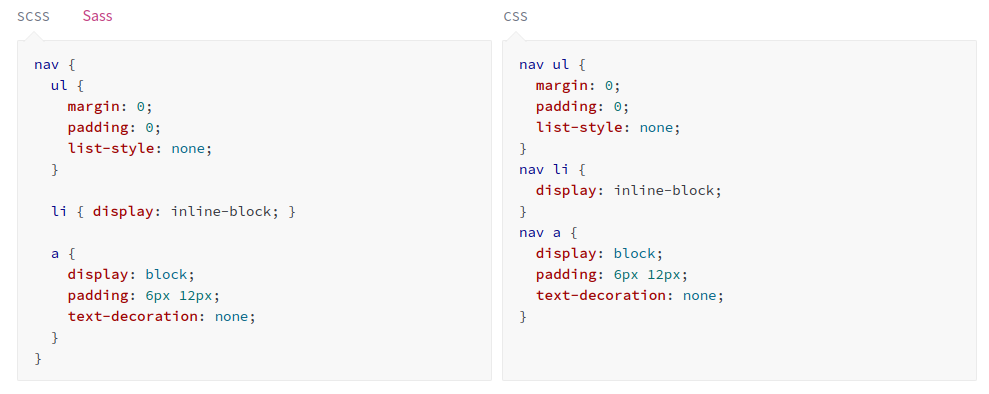 SCSS Sass
nav {
  ul {
    margin: 0;
    padding: 0;
    list-style: none;
  }

  li { display: inline-block; }

  a {
    display: block;
    padding: 6px 12px;
    text-decoration: none;
  }
}
CSS
nav ul {
  margin: 0;
  padding: 0;
  list-style: none;
}
nav li {
  display: inline-block;
}
nav a {
  display: block;
  padding: 6px 12px;
  text-decoration: none;
}